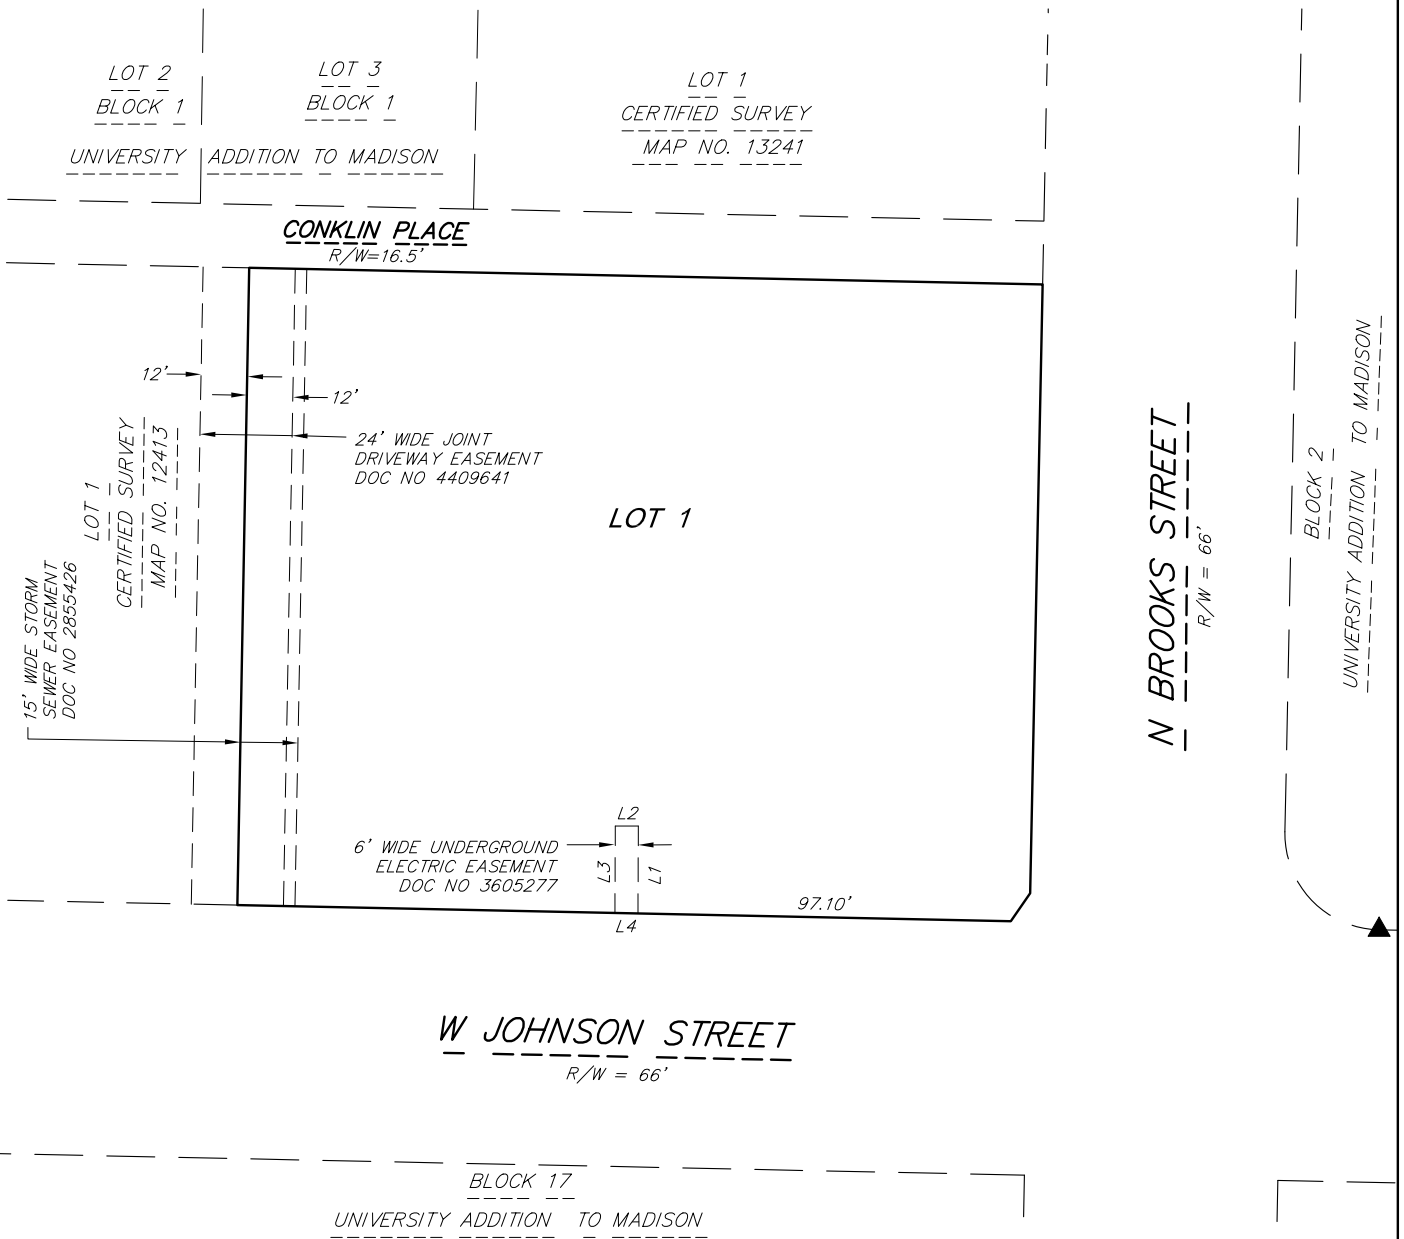 LOT 2
BLOCK 1
LOT 3
BLOCK 1
UNIVERSITY ADDITION TO MADISON
LOT 1
CERTIFIED SURVEY
MAP NO. 13241
CONKLIN PLACE
R/W=16.5'
12'
12'
24' WIDE JOINT
DRIVEWAY EASEMENT
DOC NO 4409641
LOT 1
CERTIFIED SURVEY
MAP NO. 12413
15' WIDE STORM
SEWER EASEMENT
DOC NO 2855426
LOT 1
N BROOKS STREET
R/W = 66'
BLOCK 2
UNIVERSITY ADDITION TO MADISON
L2
6' WIDE UNDERGROUND
ELECTRIC EASEMENT
DOC NO 3605277
L3
L1
L4
97.10'
W JOHNSON STREET
R/W = 66'
BLOCK 17
UNIVERSITY ADDITION TO MADISON